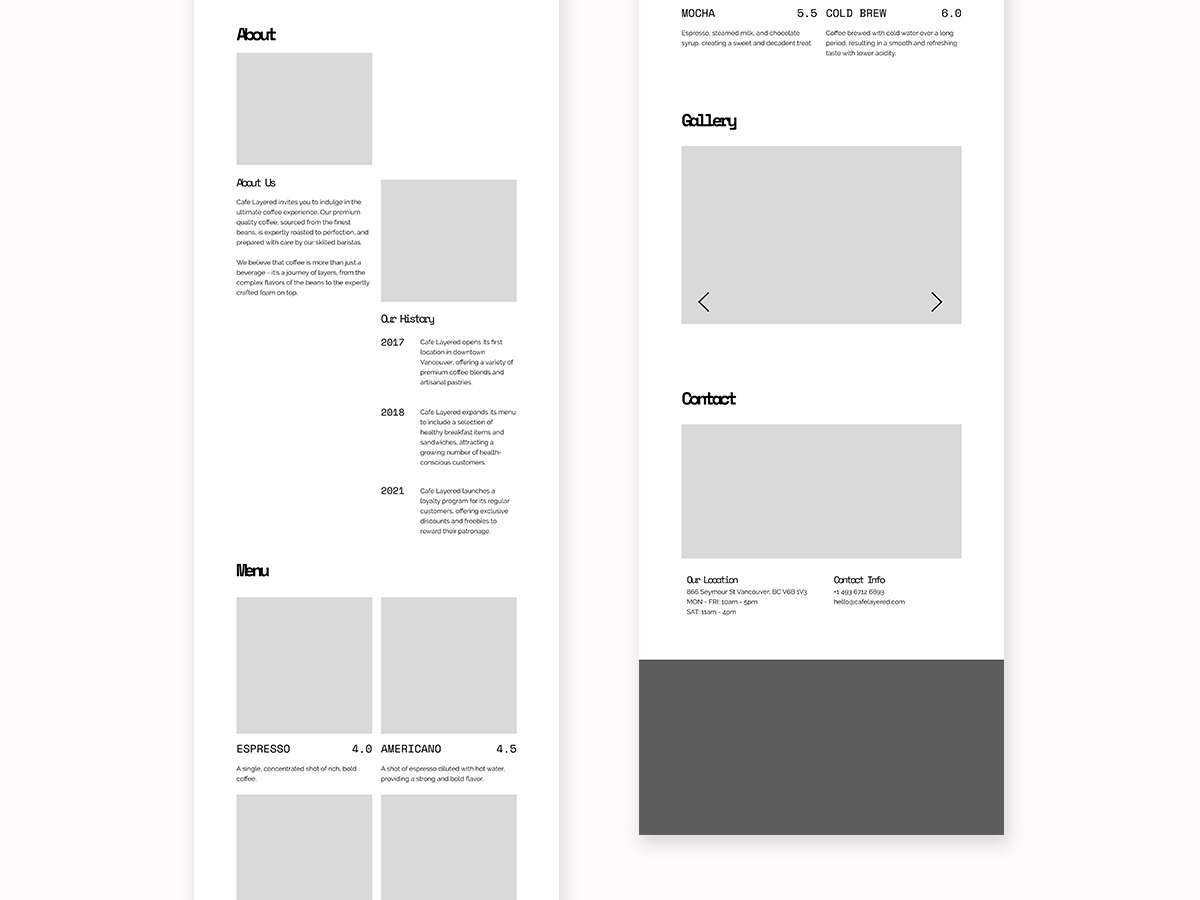 About
About Us
Cafe Layered invites you to indulge in the
ultimate coffee experience. Our premium
quality coffee, sourced from the finest
beans, is expertly roasted to perfection, and
prepared with care by our skilled baristas.
We believe that coffee is more than just a
beverage - it's a journey of layers, from the
complex flavors of the beans to the expertly
crafted foam on top.
Our History
2017
Cafe Layered opens its first
location in downtown
Vancouver, offering a variety of
premium coffee blends and
artisanal pastries.
2018
Cafe Layered expands its menu
to include a selection of
healthy breakfast items and
sandwiches, attracting a
growing number of health-
conscious customers.
2021
Cafe Layered launches a
loyalty program for its regular
customers, offering exclusive
discounts and freebies to
reward their patronage.
Menu
ESPRESSO 4.0
A single, concentrated shot of rich, bold
coffee.
AMERICANO 4.5
A shot of espresso diluted with hot water,
providing a strong and bold flavor.
MOCHA 5.5
Espresso, steamed milk, and chocolate
syrup, creating a sweet and decadent treat.
COLD BREW 6.0
Coffee brewed with cold water over a long
period, resulting in a smooth and refreshing
taste with lower acidity.
Gallery
Contact
Our Location
866 Seymour St Vancouver, BC V6B 1V3
MON - FRI: 10am - 5pm
SAT: 11am - 4pm
Contact Info
+1 493 6712 6893
hello@cafelayered.com